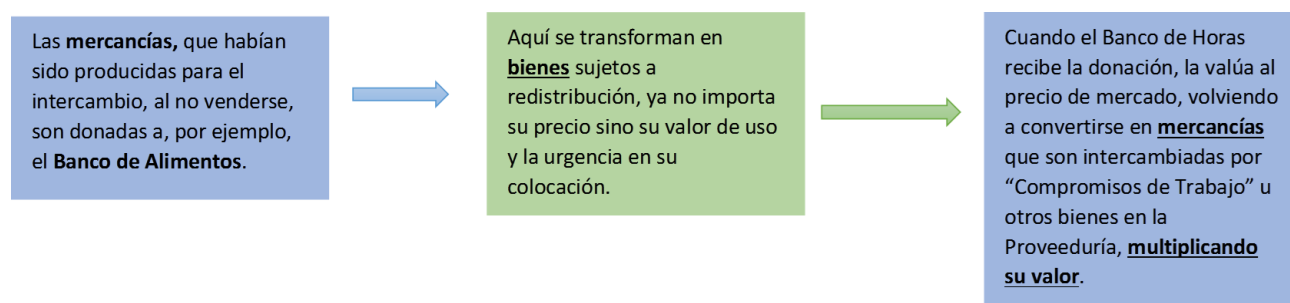 Las mercancías, que habían
sido producidas para el
intercambio, al no venderse,
son donadas a, por ejemplo,
el Banco de Alimentos.
Aquí se transforman en
bienes sujetos a
redistribución, ya no importa
su precio sino su valor de uso
y la urgencia en su
colocación.
Cuando el Banco de Horas
recibe la donación, la valúa al
precio de mercado, volviendo
a convertirse en mercancías
que son intercambiadas por
“Compromisos de Trabajo” u
otros bienes en la
Proveeduría, multiplicando
su valor.